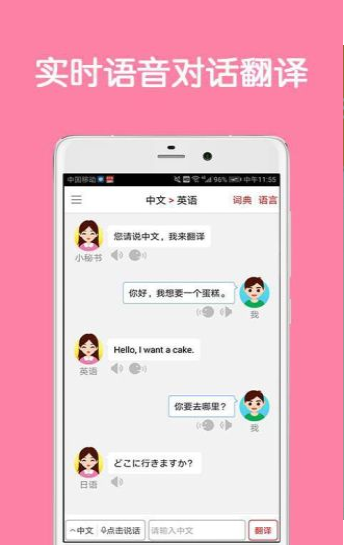 实时语音对话翻译
中国移动 96% 中午11:55
中文 > 英语 词典 语言
您请说中文，我来翻译
小秘书
你好，我想要一个蛋糕。
我
Hello, I want a cake.
英语
你要去哪里？
我
どこに行きますか？
日语
中文 点击说话 请输入中文 翻译